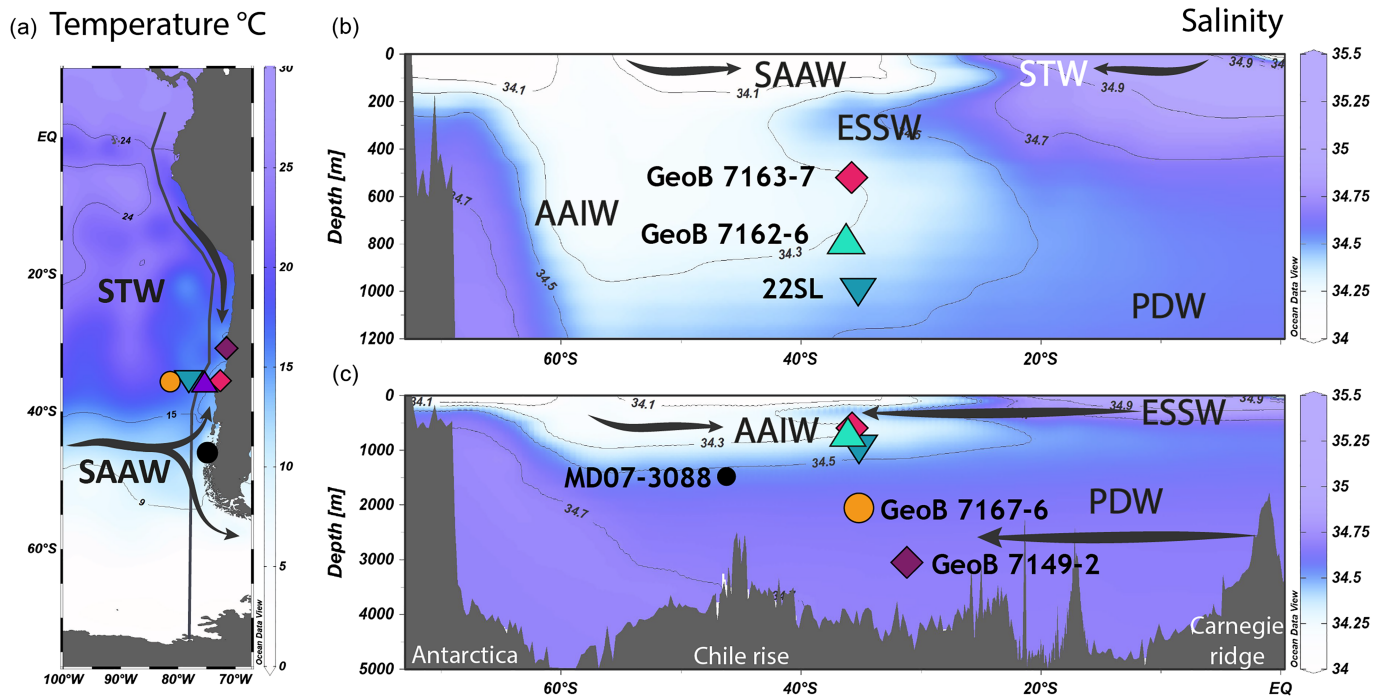 (a) Temperature °C
30
25
20
15
10
5
0
EQ
20°S
40°S
60°S
100°W 90°W 80°W 70°W
24
24
15
9
STW
SAAW
Ocean Data View
(b)
Salinity
0
200
400
600
800
1000
1200
Depth [m]
60°S 40°S 20°S
34.1
34.1
34.9
34.9
34.7
34.7
34.5
34.3
SAAW
STW
ESSW
AAIW
PDW
GeoB 7163-7
GeoB 7162-6
22SL
35.5
35.25
35
34.75
34.5
34.25
34
Ocean Data View
(c)
0
1000
2000
3000
4000
5000
Depth [m]
60°S 40°S 20°S EQ
34.1
34.1
34.9
34.9
34.3
34.5
34.7
ESSW
AAIW
MD07-3088
PDW
GeoB 7167-6
GeoB 7149-2
Antarctica
Chile rise
Carnegie
ridge
35.5
35.25
35
34.75
34.5
34.25
34
Ocean Data View